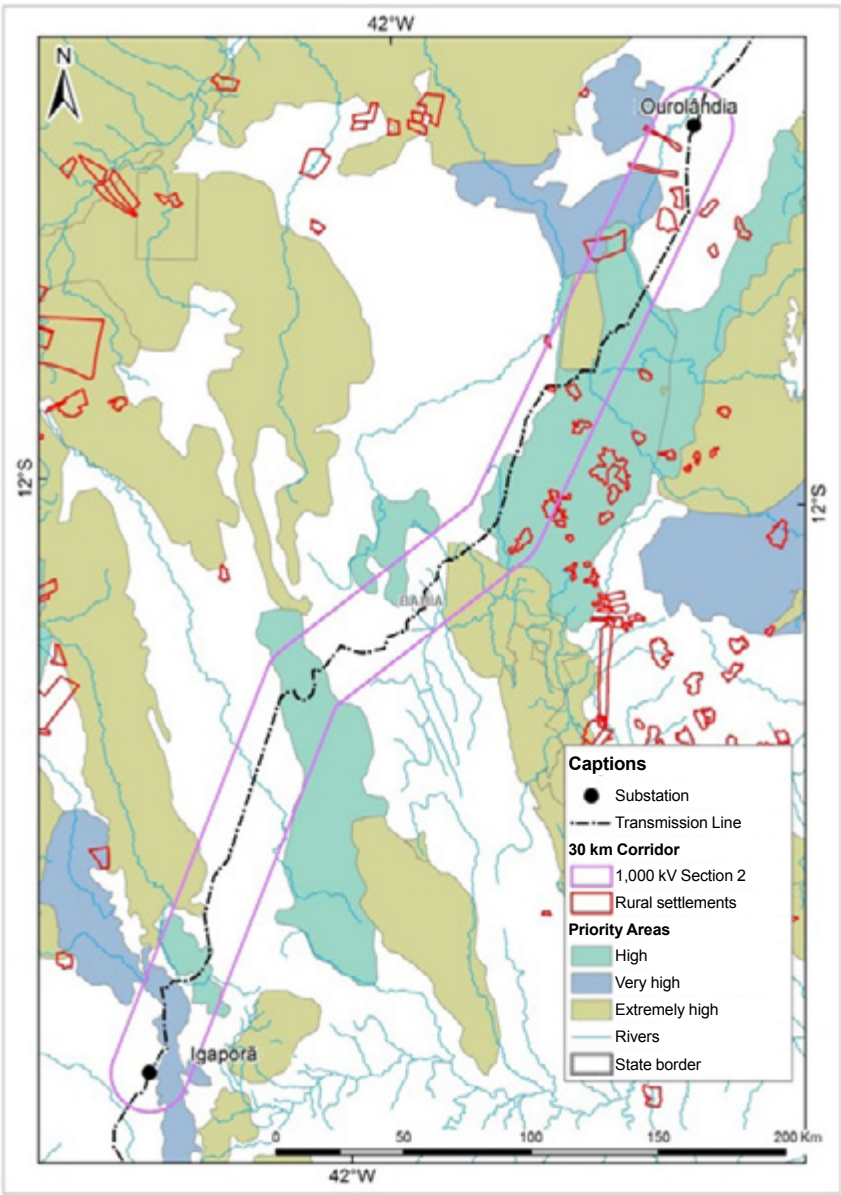 42°W
N
Ourolândia
12°S
12°S
BAHIA
Captions
Substation
Transmission Line
30 km Corridor
1,000 kV Section 2
Rural settlements
Priority Areas
High
Very high
Extremely high
Rivers
State border
Igaporã
0 50 100 150 200 Km
42°W